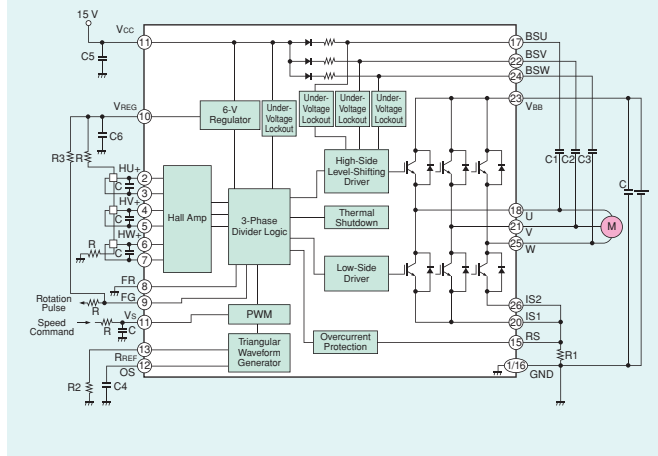 15 V
VCC
11
C5
17
BSU
22
BSV
24
BSW
23
VBB
VREG
10
6-V
Regulator
Under-
Voltage
Lockout
Under-
Voltage
Lockout
Under-
Voltage
Lockout
Under-
Voltage
Lockout
C6
R3
R
HU+
C
2
3
HV+
C
4
5
HW+
R
C
6
7
Hall Amp
3-Phase
Divider Logic
High-Side
Level-Shifting
Driver
Thermal
Shutdown
Low-Side
Driver
C1
C2
C3
C
18
U
21
V
25
W
M
FR
8
FG
9
Rotation
Pulse
R
Speed
Command
R
VS
C
11
PWM
Triangular
Waveform
Generator
Overcurrent
Protection
26
IS2
20
IS1
15
RS
R1
1/16
GND
13
RREF
12
OS
R2
C4